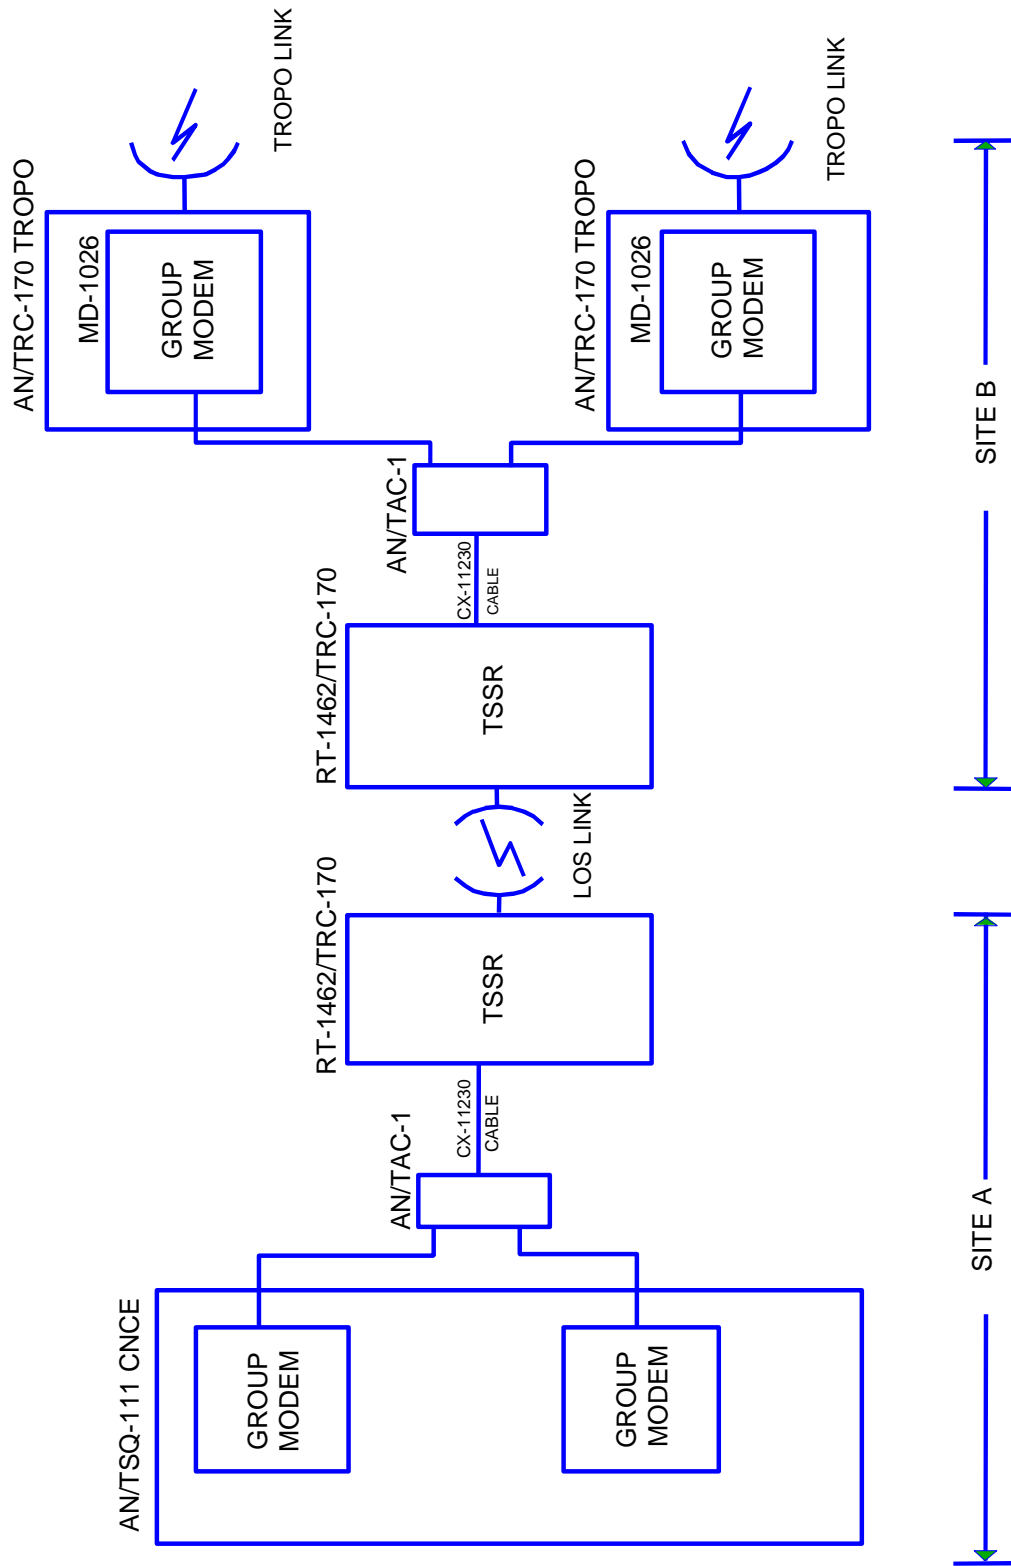 AN/TSQ-111 CNCE
GROUP
MODEM
GROUP
MODEM
AN/TAC-1
CX-11230
CABLE
RT-1462/TRC-170
TSSR
LOS LINK
RT-1462/TRC-170
TSSR
CX-11230
CABLE
AN/TAC-1
AN/TRC-170 TROPO
MD-1026
GROUP
MODEM
TROPO LINK
AN/TRC-170 TROPO
MD-1026
GROUP
MODEM
TROPO LINK
SITE A
SITE B